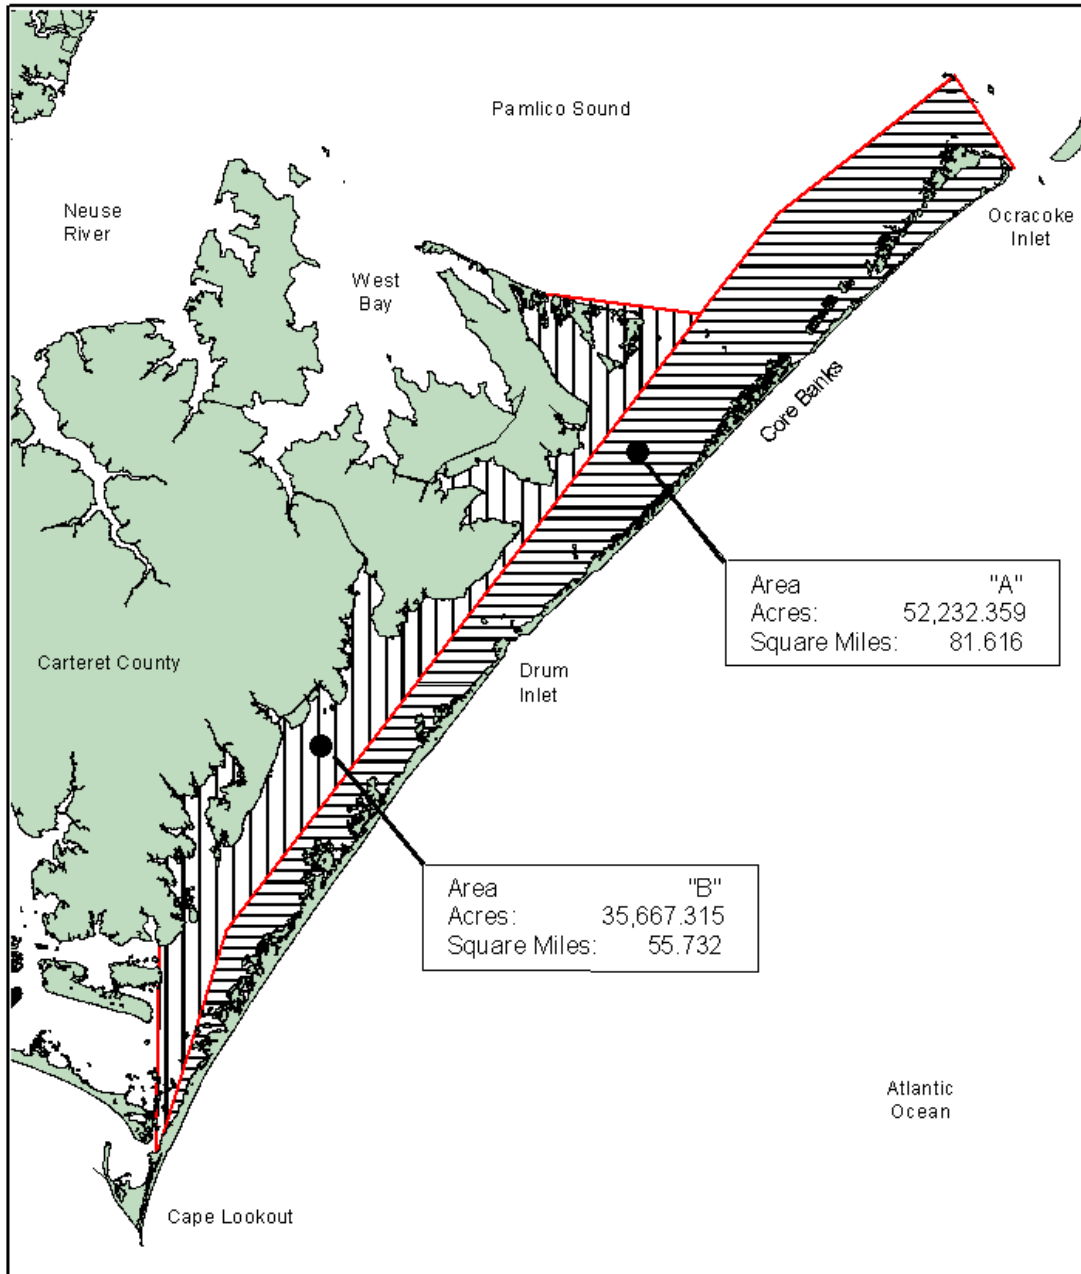 Pamlico Sound
Neuse
River
Ocracoke
Inlet
West
Bay
Core Banks
Area "A"
Acres: 52,232.359
Square Miles: 81.616
Carteret County
Drum
Inlet
Area "B"
Acres: 35,667.315
Square Miles: 55.732
Atlantic
Ocean
Cape Lookout